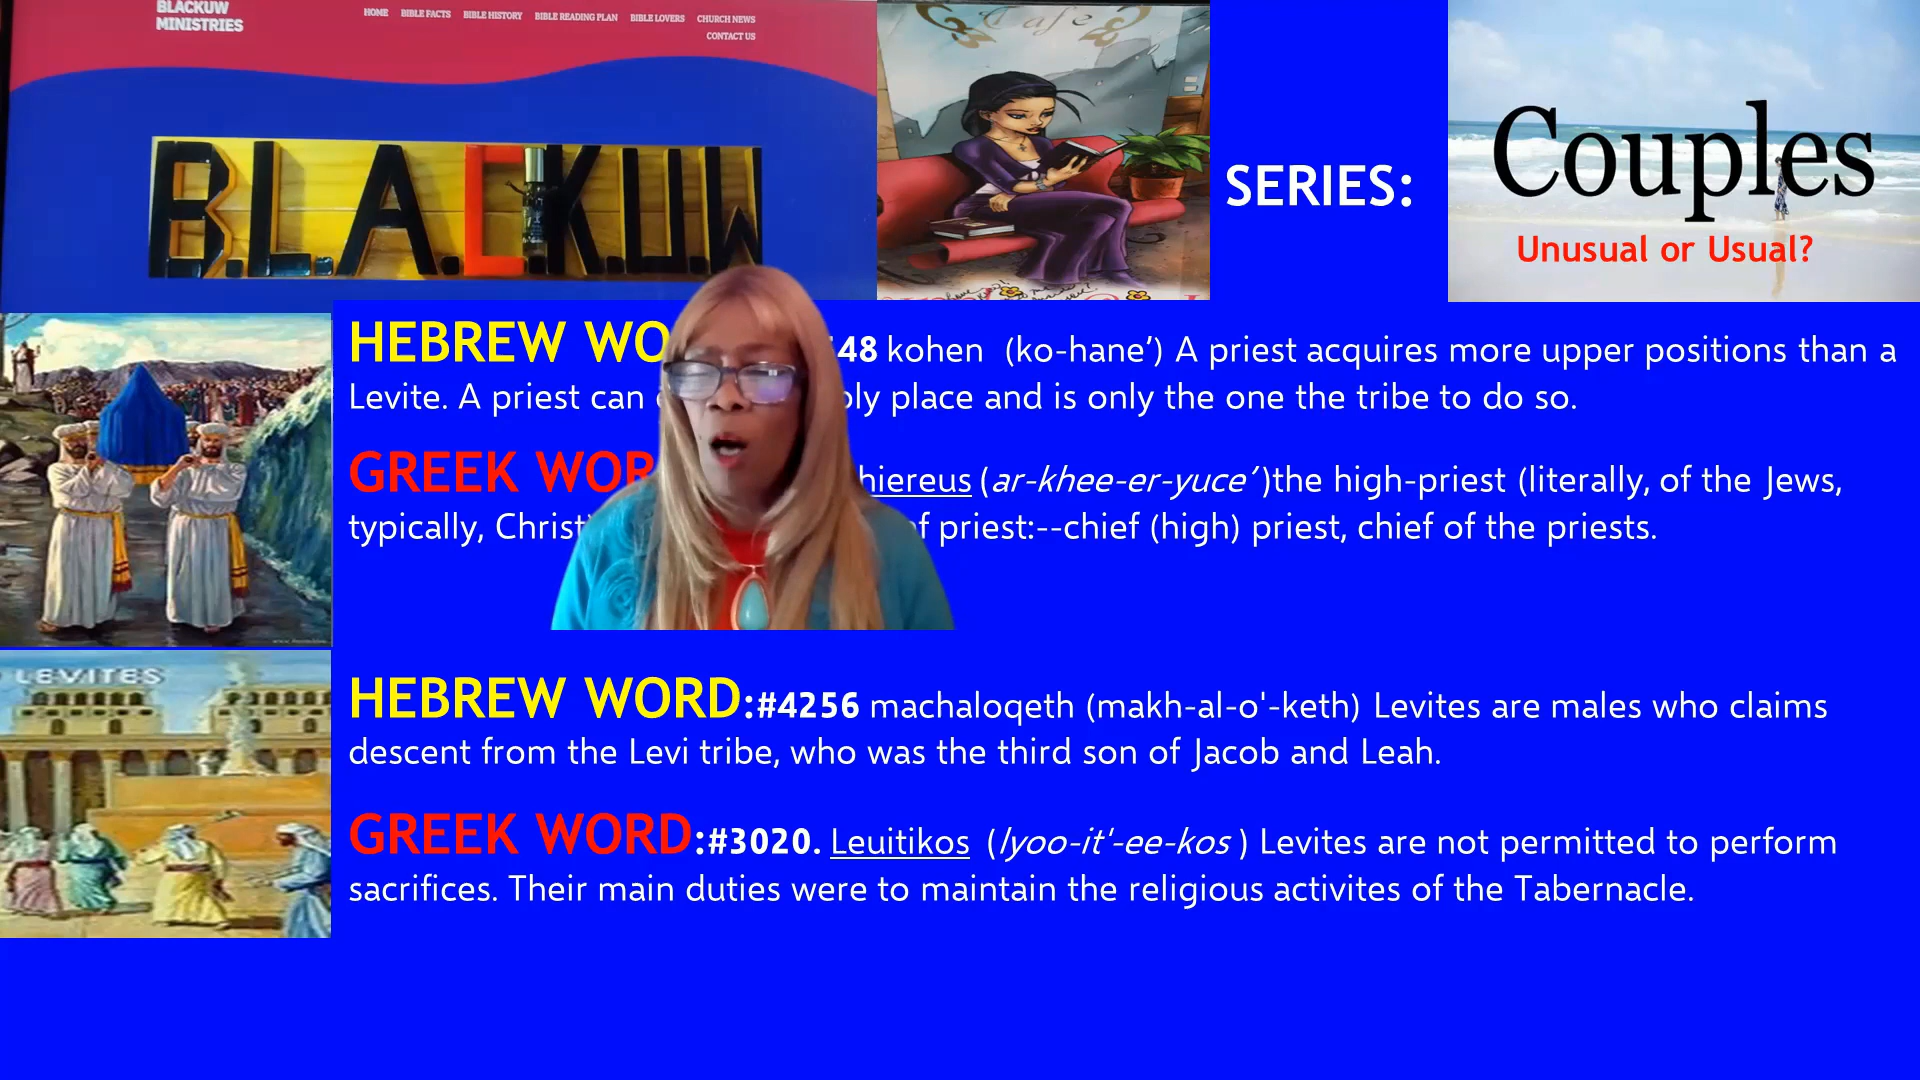 BLACKUW
MINISTRIES
HOME BIBLE FACTS BIBLE HISTORY BIBLE READING PLAN BIBLE LOVERS CHURCH NEWS
CONTACT US
B.L.A.C.K.U.W
Cafe
SERIES:
Couples
Unusual or Usual?
HEBREW WO 48 kohen (ko-hane’) A priest acquires more upper positions than a
Levite. A priest can place and is only the one the tribe to do so.
GREEK WOR hiereus (ar-khee-er-yuce’)the high-priest (literally, of the Jews,
typically, Christ priest:--chief (high) priest, chief of the priests.
LEVITES
HEBREW WORD:#4256 machaloqeth (makh-al-o'-keth) Levites are males who claims
descent from the Levi tribe, who was the third son of Jacob and Leah.
GREEK WORD:#3020. Leuitikos (lyoo-it'-ee-kos ) Levites are not permitted to perform
sacrifices. Their main duties were to maintain the religious activites of the Tabernacle.